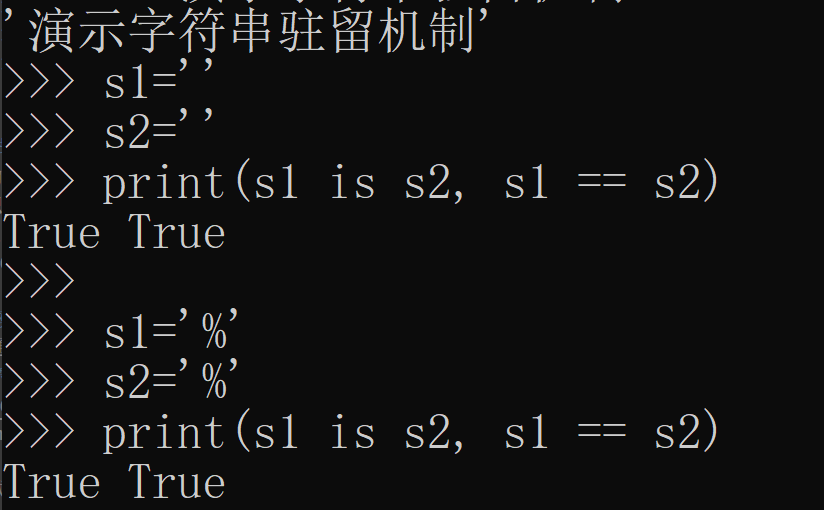 '演示字符串驻留机制'
>>> s1=''
>>> s2=''
>>> print(s1 is s2, s1 == s2)
True True
>>>
>>> s1='%'
>>> s2='%'
>>> print(s1 is s2, s1 == s2)
True True